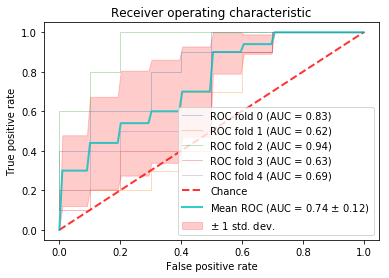 Receiver operating characteristic
True positive rate
1.0
0.8
0.6
0.4
0.2
0.0
ROC fold 0 (AUC = 0.83)
ROC fold 1 (AUC = 0.62)
ROC fold 2 (AUC = 0.94)
ROC fold 3 (AUC = 0.63)
ROC fold 4 (AUC = 0.69)
Chance
Mean ROC (AUC = 0.74 ± 0.12)
± 1 std. dev.
0.0 0.2 0.4 0.6 0.8 1.0
False positive rate